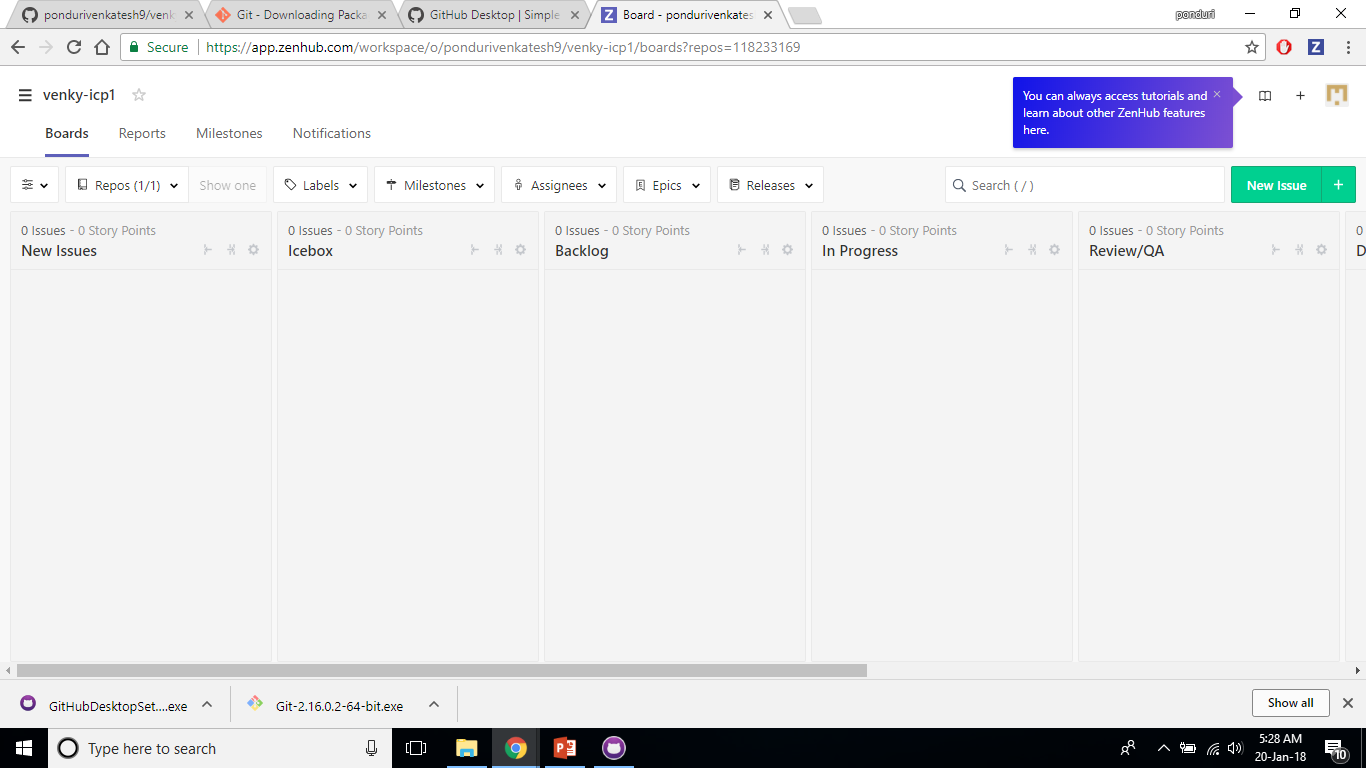 pondurivenkatesh9/venk
Git - Downloading Packa
GitHub Desktop | Simple
Board - pondurivenkates
ponduri
Secure
https://app.zenhub.com/workspace/o/pondurivenkatesh9/venky-icp1/boards?repos=118233169
venky-icp1
You can always access tutorials and
learn about other ZenHub features
here.
Boards Reports Milestones Notifications
Repos (1/1) Show one Labels Milestones Assignees Epics Releases Search ( / ) New Issue +
0 Issues - 0 Story Points
New Issues
0 Issues - 0 Story Points
Icebox
0 Issues - 0 Story Points
Backlog
0 Issues - 0 Story Points
In Progress
0 Issues - 0 Story Points
Review/QA
0
D
GitHubDesktopSet....exe
Git-2.16.0.2-64-bit.exe
Show all
Type here to search
5:28 AM
20-Jan-18
10